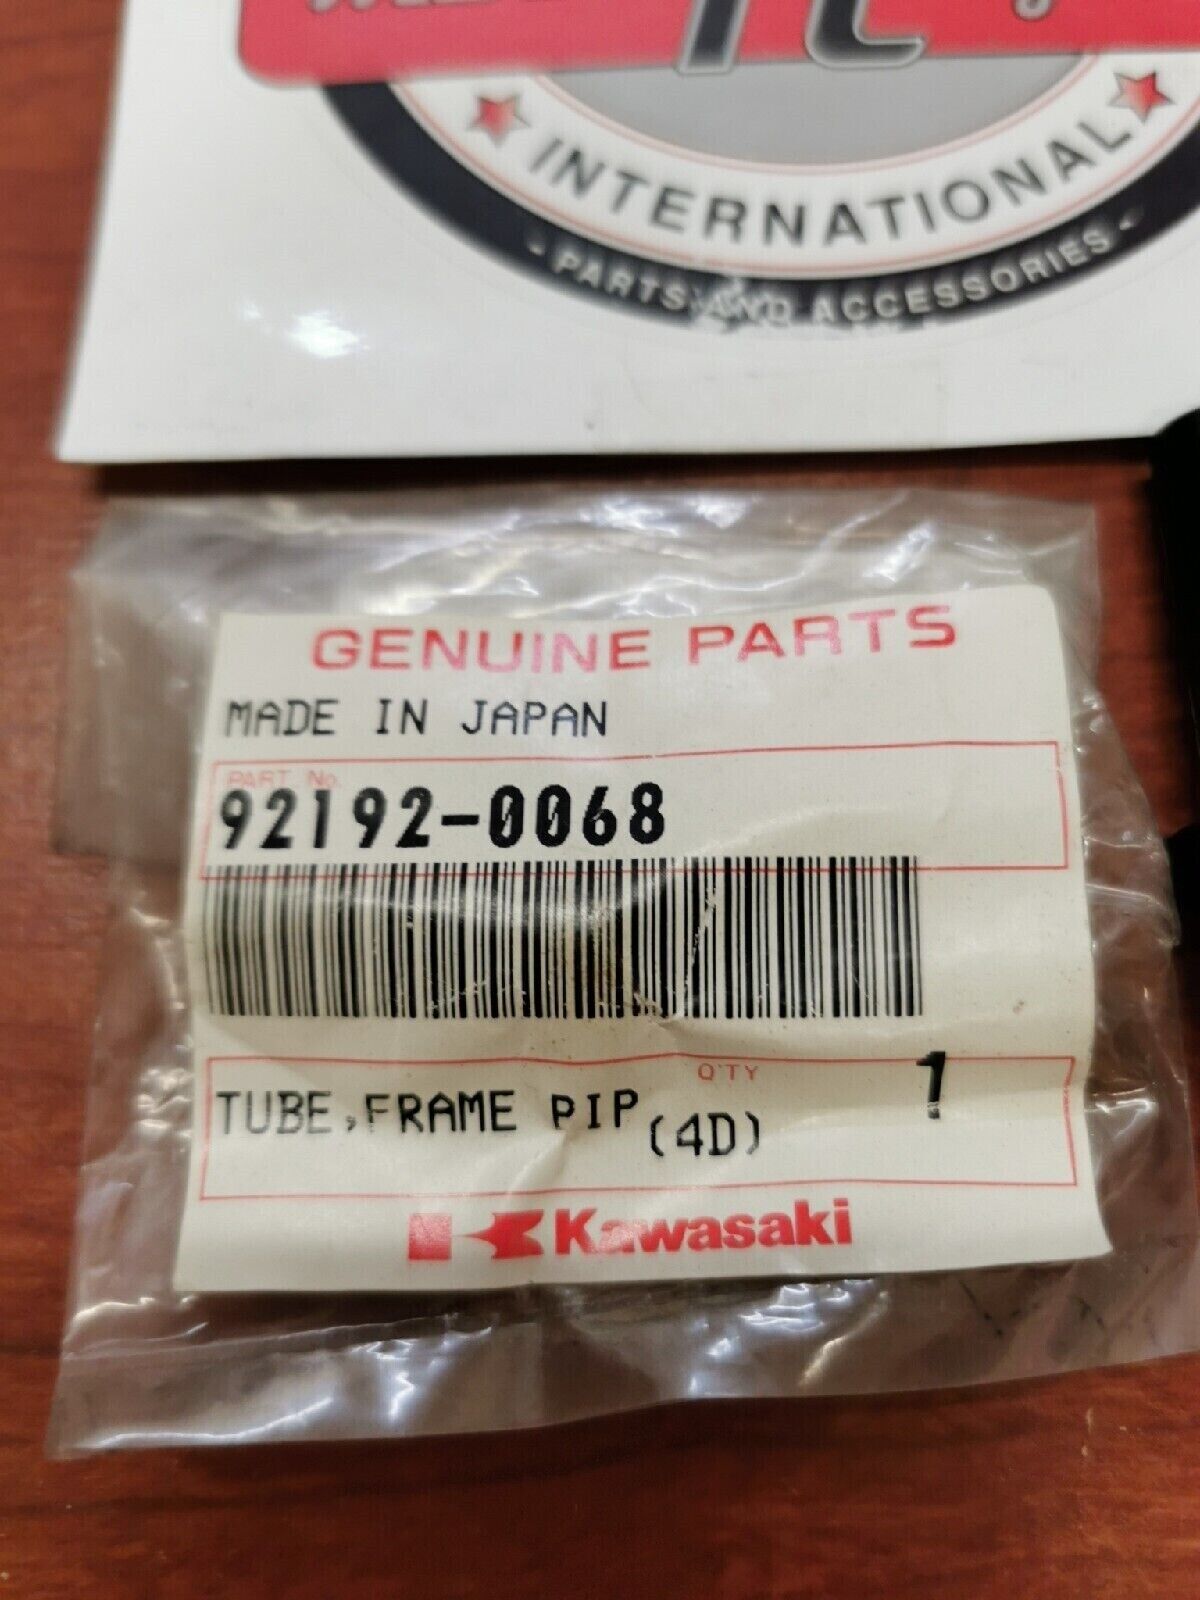 INTERNATIONAL
- PARTS AND ACCESSORIES -
GENUINE PARTS
MADE IN JAPAN
PART No.
92192-0068
Q'TY
1
TUBE,FRAME PIP(4D)
Kawasaki